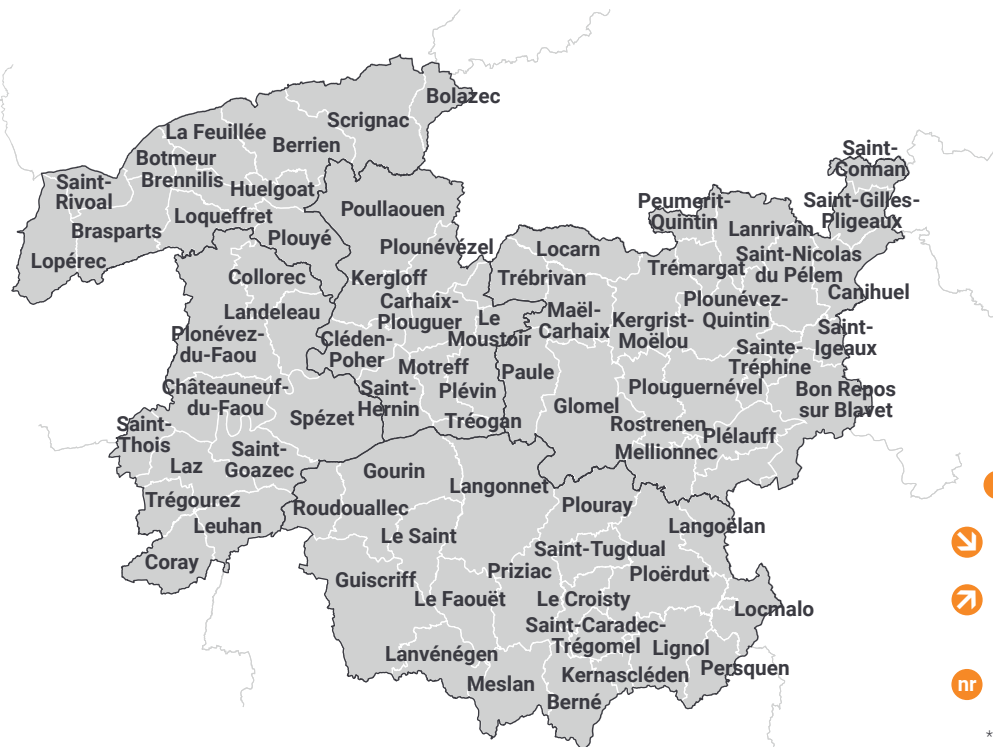 Bolazec
Scrignac
La Feuillée
Berrien
Botmeur
Brennilis
Huelgoat
Saint-
Rivoal
Loqueffret
Brasparts
Plouyé
Lopérec
Poullaouen
Plounévézel
Kergloff
Carhaix-
Plouguer
Le
Moustoir
Cléden-
Poher
Motreff
Saint-
Hernin
Plévin
Tréogan
Collorec
Landeleau
Plonévez-
du-Faou
Châteauneuf-
du-Faou
Spézet
Saint-
Thois
Laz
Saint-
Goazec
Trégourez
Leuhan
Coray
Saint-
Connan
Peumerit-
Quintin
Saint-Gilles-
Pligeaux
Lanrivain
Locarn
Trébrivan
Trémargat
Saint-Nicolas
du Pélem
Canihuel
Maël-
Carhaix
Kergrist-
Moëlou
Plounévez-
Quintin
Saint-
Igeaux
Sainte-
Tréphine
Paule
Plouguernével
Bon Repos
sur Blavet
Glomel
Rostrenen
Plélauff
Mellionnec
Gourin
Langonnet
Roudouallec
Plouray
Langoëlan
Le Saint
Saint-Tugdual
Guiscriff
Priziac
Ploërdut
Le Faouët
Le Croisty
Locmalo
Saint-Caradec-
Trégomel
Lignol
Lanvénégen
Persquen
Meslan
Kernascléden
Berné
nr
*